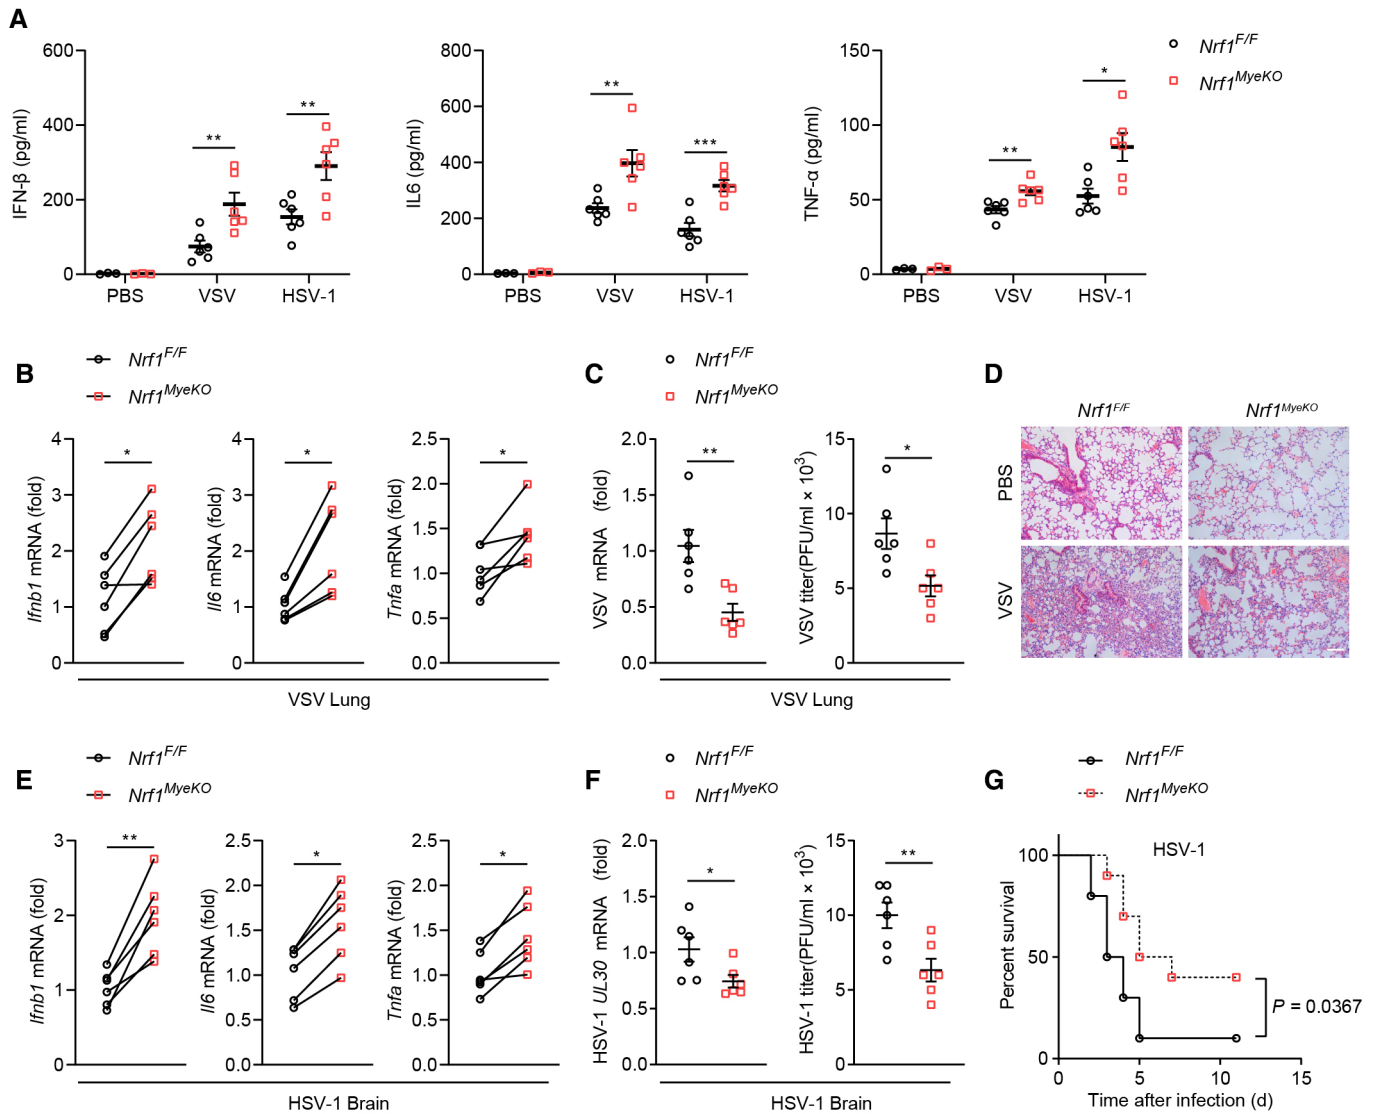 A
IFN-β (pg/ml)
600
400
200
0
**
**
PBS
VSV
HSV-1
IL6 (pg/ml)
800
600
400
200
0
**
***
PBS
VSV
HSV-1
TNF-α (pg/ml)
150
100
50
0
**
*
PBS
VSV
HSV-1
Nrf1F/F
Nrf1MyeKO
B
Nrf1F/F
Nrf1MyeKO
Ifnb1 mRNA (fold)
4
3
2
1
0
*
Il6 mRNA (fold)
4
3
2
1
0
*
Tnfa mRNA (fold)
2.5
2.0
1.5
1.0
0.5
0.0
*
VSV Lung
C
Nrf1F/F
Nrf1MyeKO
VSV mRNA (fold)
2.0
1.5
1.0
0.5
0.0
**
VSV titer(PFU/ml × 10³)
15
10
5
0
*
VSV Lung
D
Nrf1F/F
Nrf1MyeKO
PBS
VSV
E
Nrf1F/F
Nrf1MyeKO
Ifnb1 mRNA (fold)
3
2
1
0
**
Il6 mRNA (fold)
2.5
2.0
1.5
1.0
0.5
0.0
*
Tnfa mRNA (fold)
2.5
2.0
1.5
1.0
0.5
0.0
*
HSV-1 Brain
F
Nrf1F/F
Nrf1MyeKO
HSV-1 UL30 mRNA (fold)
2.0
1.5
1.0
0.5
0.0
*
HSV-1 titer(PFU/ml × 10³)
15
10
5
0
**
HSV-1 Brain
G
Nrf1F/F
Nrf1MyeKO
HSV-1
Percent survival
100
50
0
0
5
10
15
Time after infection (d)
P = 0.0367